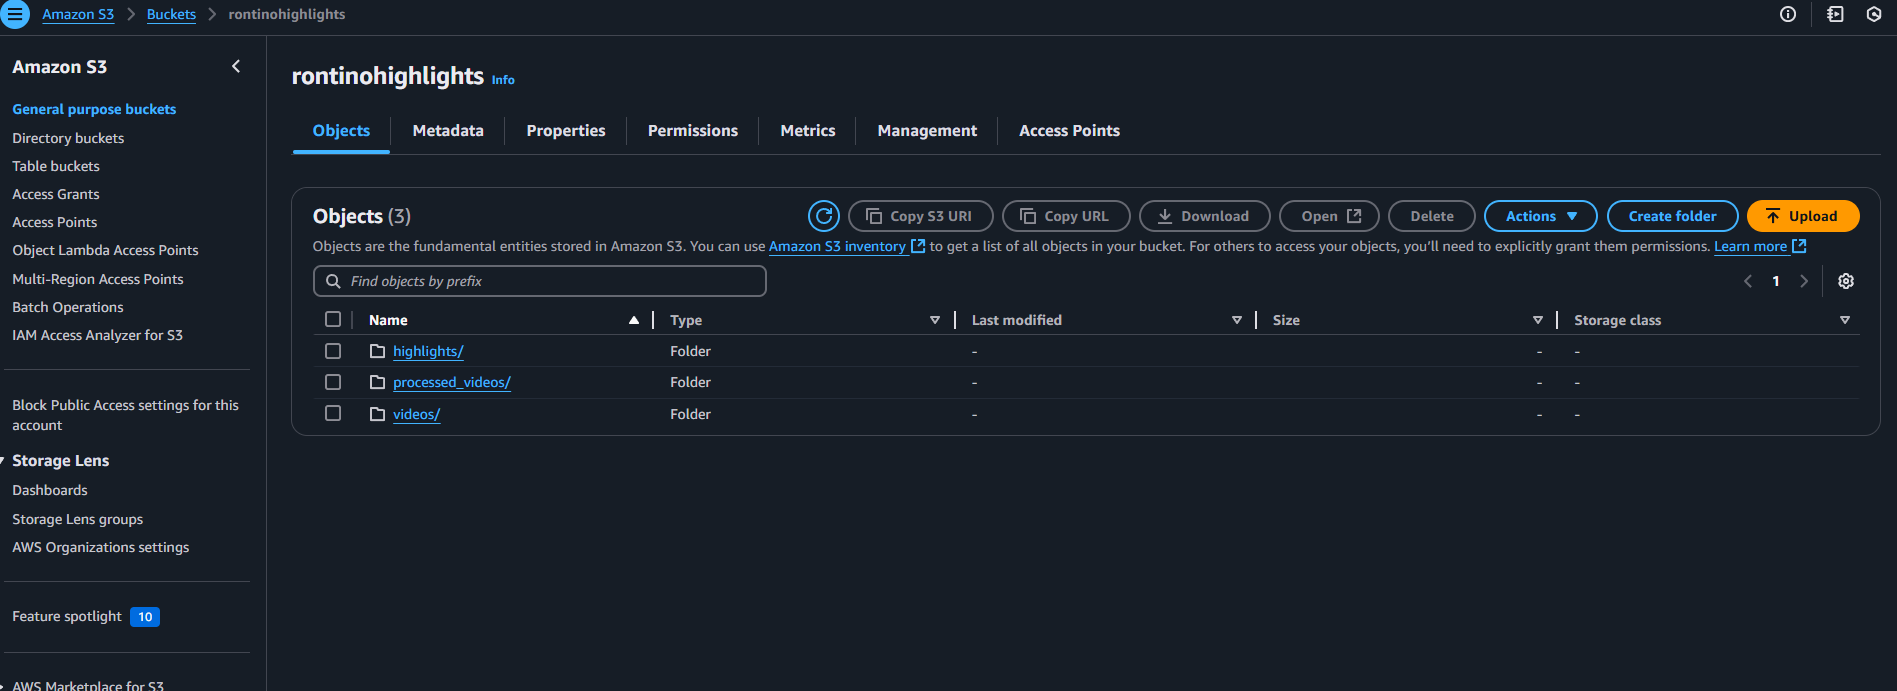 Amazon S3 > Buckets > rontinohighlights
Amazon S3
General purpose buckets
Directory buckets
Table buckets
Access Grants
Access Points
Object Lambda Access Points
Multi-Region Access Points
Batch Operations
IAM Access Analyzer for S3
Block Public Access settings for this
account
Storage Lens
Dashboards
Storage Lens groups
AWS Organizations settings
Feature spotlight 10
AWS Marketplace for S3
rontinohighlights Info
Objects Metadata Properties Permissions Metrics Management Access Points
Objects (3) Copy S3 URI Copy URL Download Open Delete Actions Create folder Upload
Objects are the fundamental entities stored in Amazon S3. You can use Amazon S3 inventory to get a list of all objects in your bucket. For others to access your objects, you'll need to explicitly grant them permissions. Learn more
Find objects by prefix 1
Name Type Last modified Size Storage class
highlights/ Folder - - -
processed_videos/ Folder - - -
videos/ Folder - - -